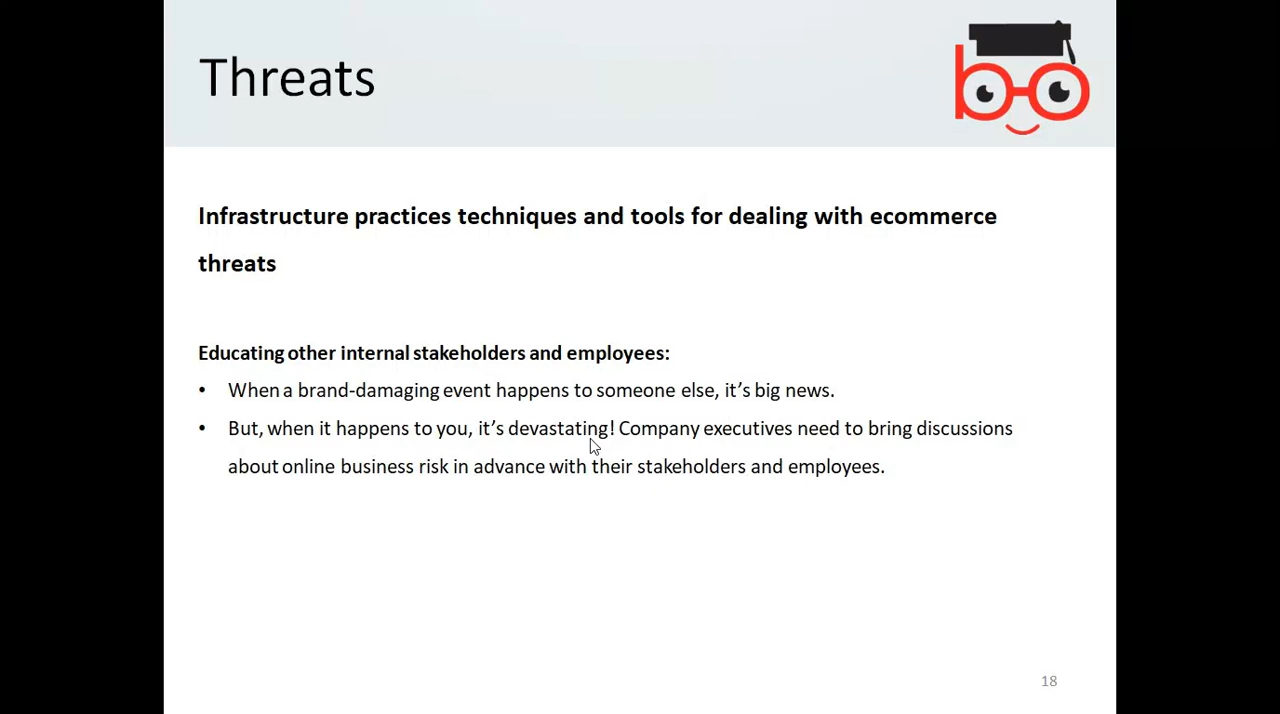 Threats
Infrastructure practices techniques and tools for dealing with ecommerce
threats
Educating other internal stakeholders and employees:
• When a brand-damaging event happens to someone else, it’s big news.
• But, when it happens to you, it’s devastating! Company executives need to bring discussions
about online business risk in advance with their stakeholders and employees.
18